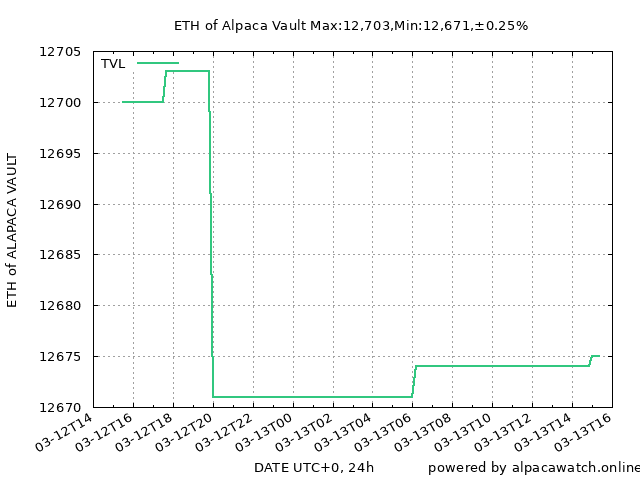 ETH of Alpaca Vault Max:12,703,Min:12,671,±0.25%
TVL
12705
12700
12695
12690
12685
12680
12675
12670
ETH of ALAPACA VAULT
03-12T14
03-12T16
03-12T18
03-12T20
03-12T22
03-13T00
03-13T02
03-13T04
03-13T06
03-13T08
03-13T10
03-13T12
03-13T14
03-13T16
DATE UTC+0, 24h
powered by alpacawatch.online